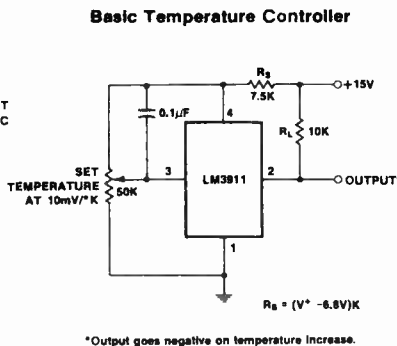 Basic Temperature Controller
T
C
RS
7.5K
+15V
0.1µF
4
RL 10K
SET
TEMPERATURE
AT 10mV/°K
50K
3
LM3911
2
OUTPUT
1
RS = (V+ -6.8V)K
*Output goes negative on temperature increase.